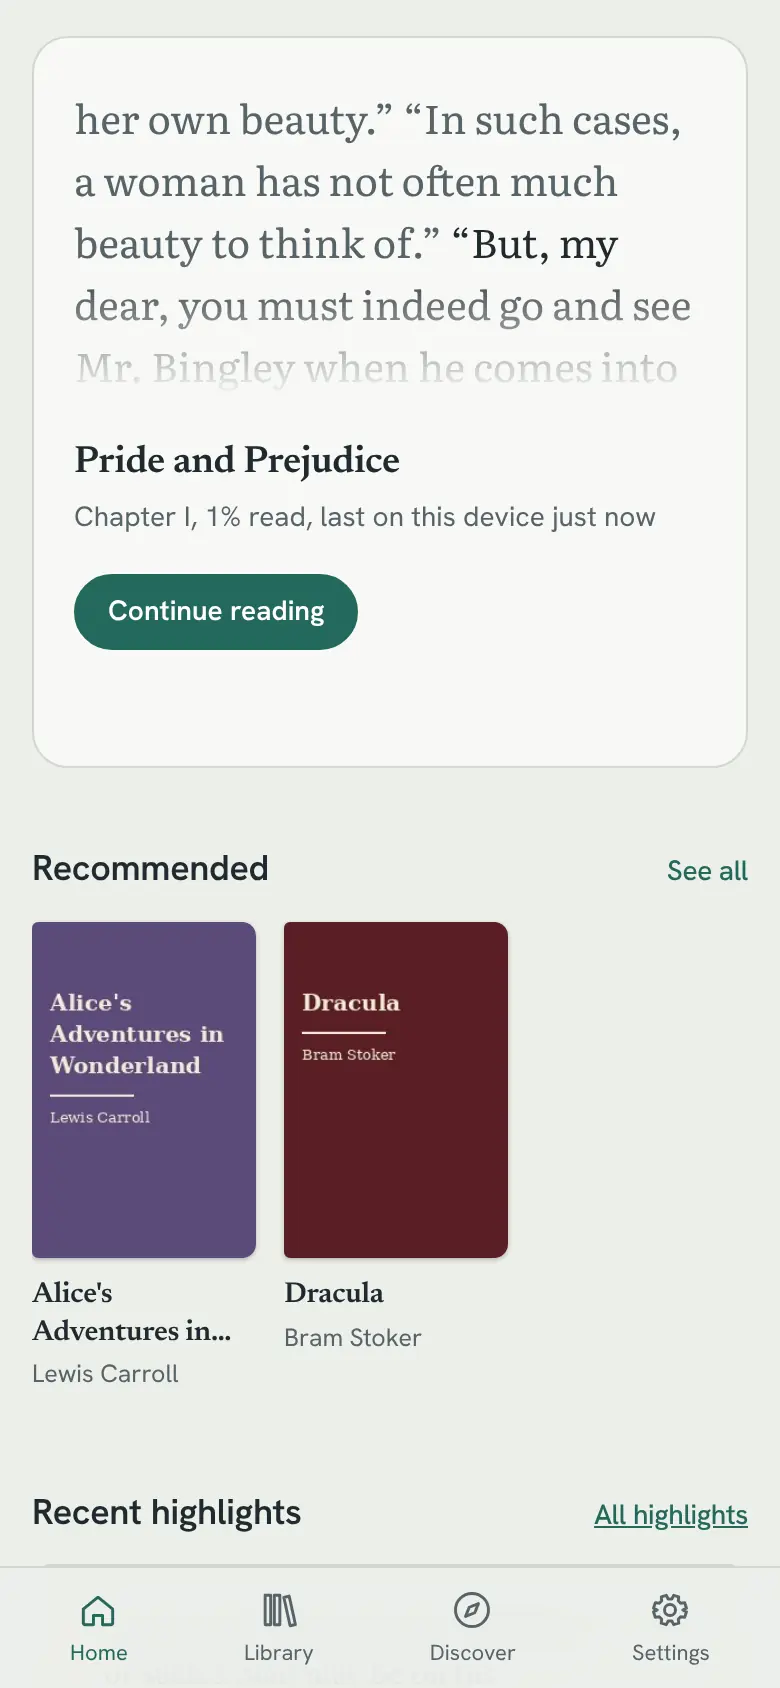 her own beauty.” “In such cases,
a woman has not often much
beauty to think of.” “But, my
dear, you must indeed go and see
Mr. Bingley when he comes into
Pride and Prejudice
Chapter I, 1% read, last on this device just now
Continue reading
Recommended
See all
Alice's
Adventures in
Wonderland
Lewis Carroll
Dracula
Bram Stoker
Alice's
Adventures in...
Lewis Carroll
Dracula
Bram Stoker
Recent highlights
All highlights
Home
Library
Discover
Settings